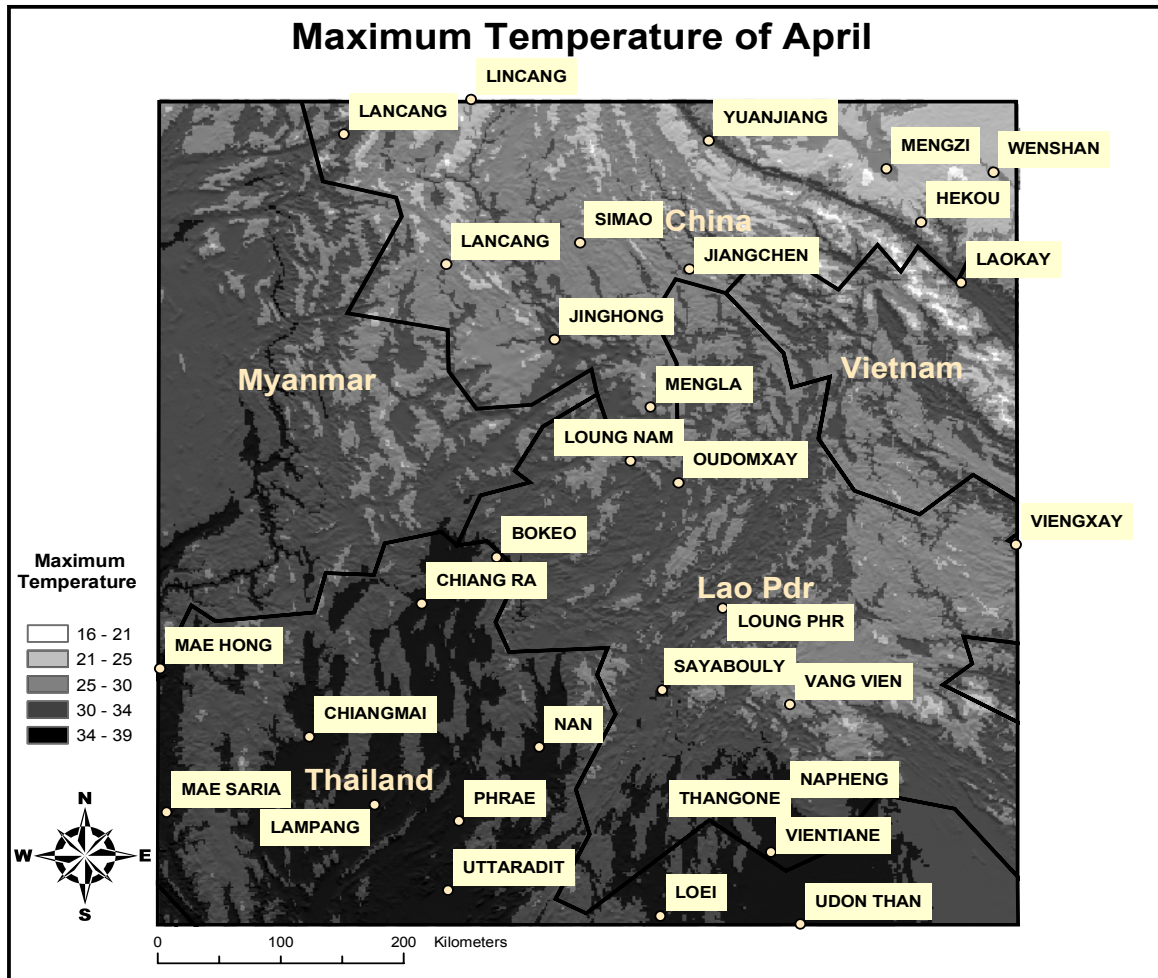 Maximum Temperature of April
LINCANG
LANCANG
YUANJIANG
MENGZI
WENSHAN
HEKOU
SIMAO
China
LANCANG
JIANGCHEN
LAOKAY
JINGHONG
Myanmar
Vietnam
MENGLA
LOUNG NAM
OUDOMXAY
VIENGXAY
BOKEO
CHIANG RA
Lao Pdr
LOUNG PHR
MAE HONG
SAYABOULY
VANG VIEN
CHIANGMAI
NAN
Thailand
MAE SARIA
PHRAE
THANGONE
NAPHENG
LAMPANG
VIENTIANE
UTTARADIT
LOEI
UDON THAN
Maximum
Temperature
16 - 21
21 - 25
25 - 30
30 - 34
34 - 39
N
W E
S
0 100 200 Kilometers